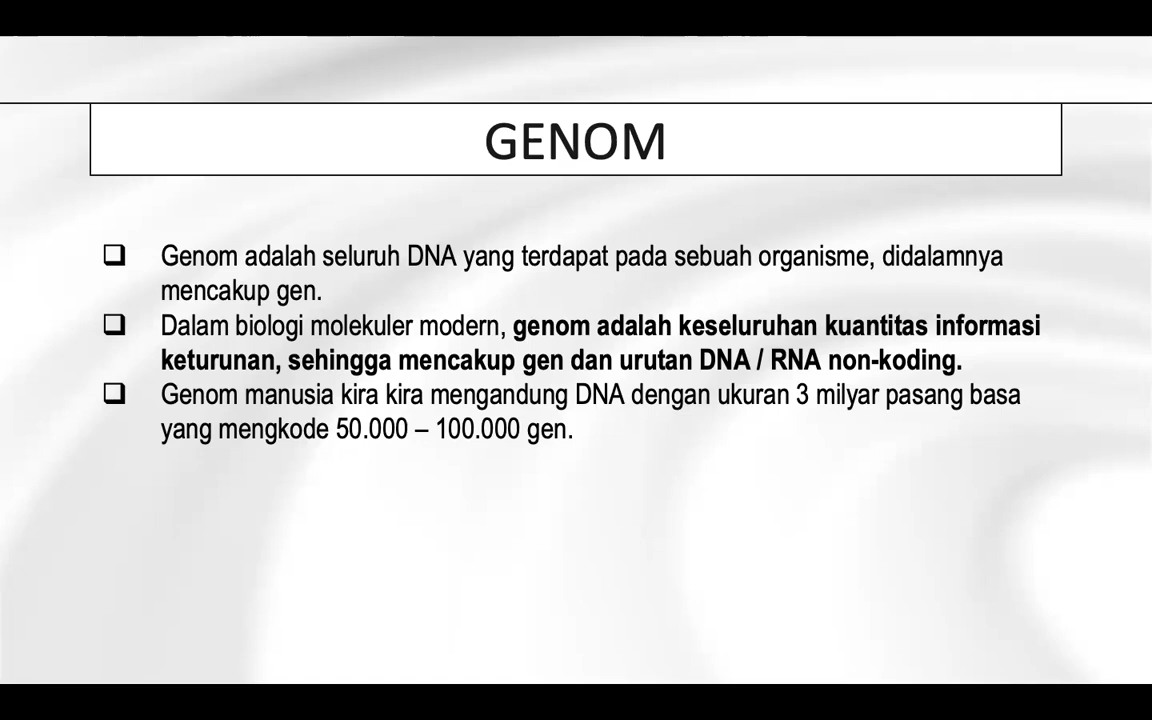 GENOM
❑ Genom adalah seluruh DNA yang terdapat pada sebuah organisme, didalamnya
mencakup gen.
❑ Dalam biologi molekuler modern, genom adalah keseluruhan kuantitas informasi
keturunan, sehingga mencakup gen dan urutan DNA / RNA non-koding.
❑ Genom manusia kira kira mengandung DNA dengan ukuran 3 milyar pasang basa
yang mengkode 50.000 – 100.000 gen.